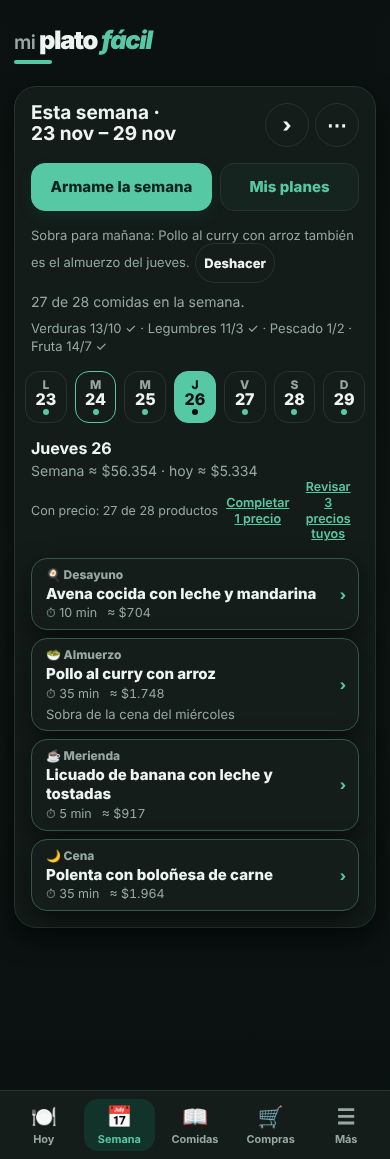 mi plato fácil
Esta semana ·
23 nov – 29 nov
›
⋯
Armame la semana
Mis planes
Sobra para mañana: Pollo al curry con arroz también
es el almuerzo del jueves. Deshacer
27 de 28 comidas en la semana.
Verduras 13/10 ✓ · Legumbres 11/3 ✓ · Pescado 1/2 ·
Fruta 14/7 ✓
L M M J V S D
23 24 25 26 27 28 29
Jueves 26
Semana ≈ $56.354 · hoy ≈ $5.334
Con precio: 27 de 28 productos
Completar
1 precio
Revisar
3
precios
tuyos
🍳 Desayuno
Avena cocida con leche y mandarina ›
⏱ 10 min ≈ $704
🥗 Almuerzo
Pollo al curry con arroz ›
⏱ 35 min ≈ $1.748
Sobra de la cena del miércoles
☕ Merienda
Licuado de banana con leche y
tostadas ›
⏱ 5 min ≈ $917
🌙 Cena
Polenta con boloñesa de carne ›
⏱ 35 min ≈ $1.964
Hoy Semana Comidas Compras Más